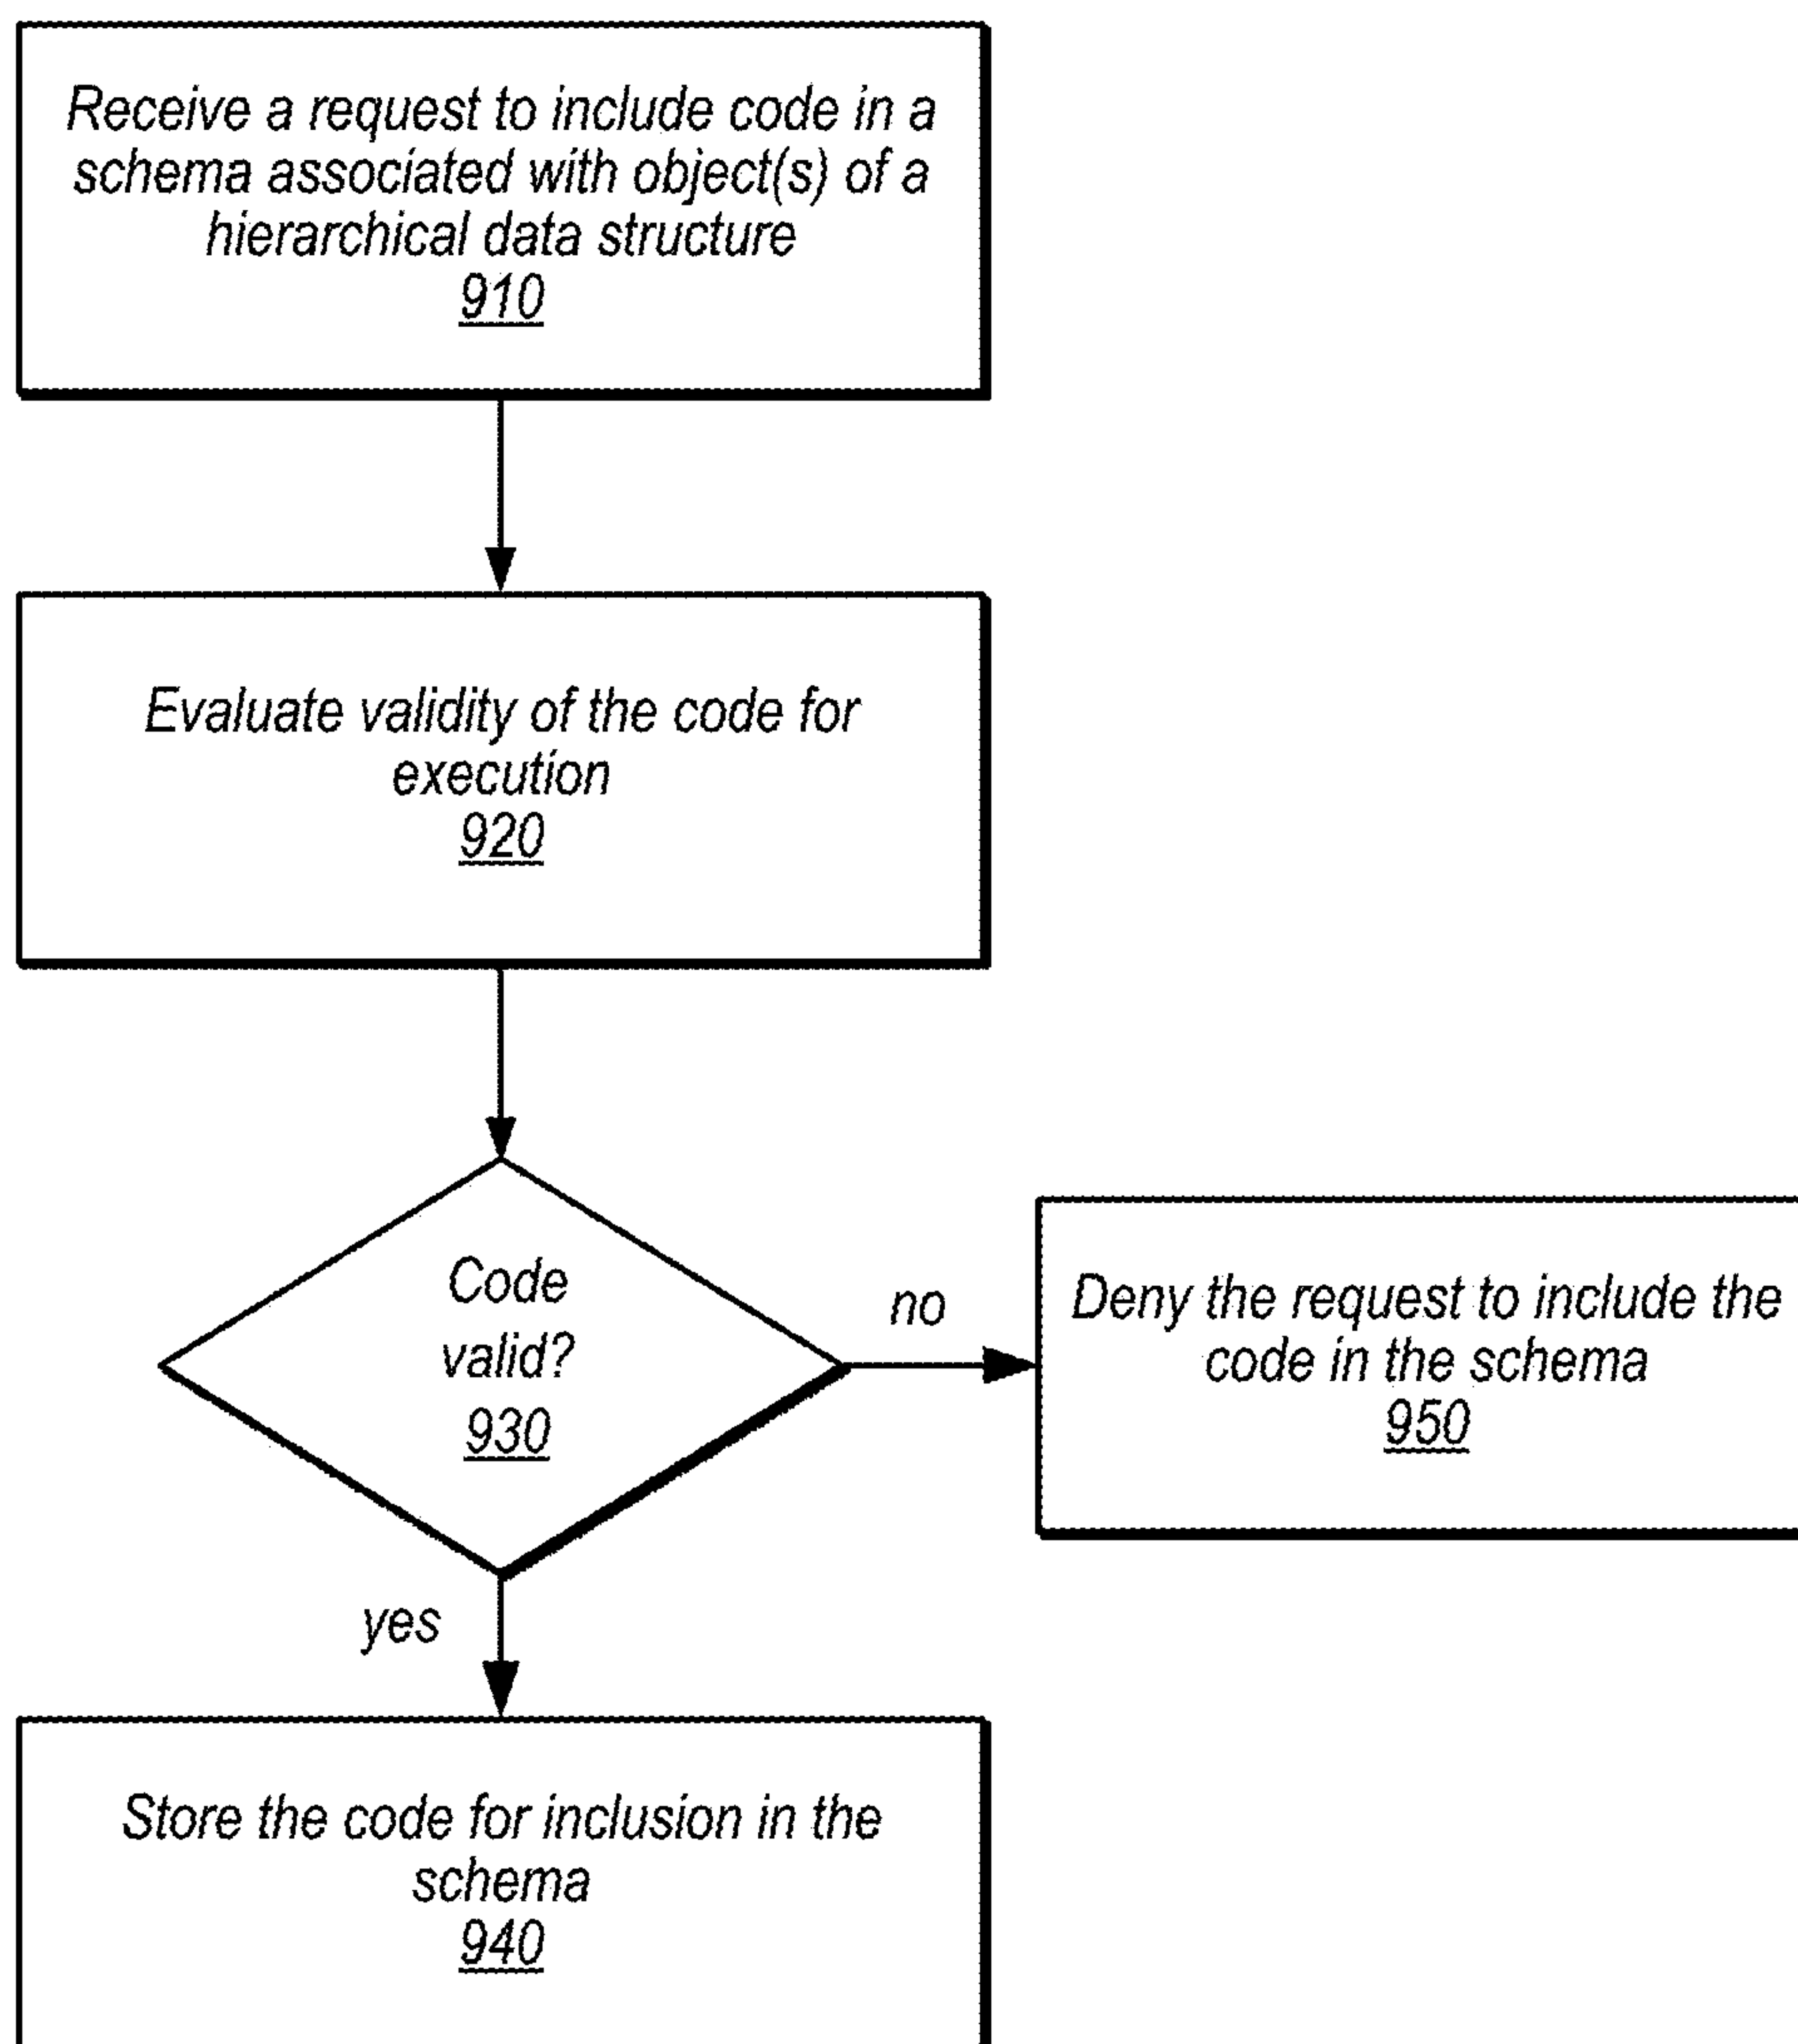 Receive a request to include code in a
schema associated with object(s) of a
hierarchical data structure
910
Evaluate validity of the code for
execution
920
Code
valid?
930
no
Deny the request to include the
code in the schema
950
yes
Store the code for inclusion in the
schema
940